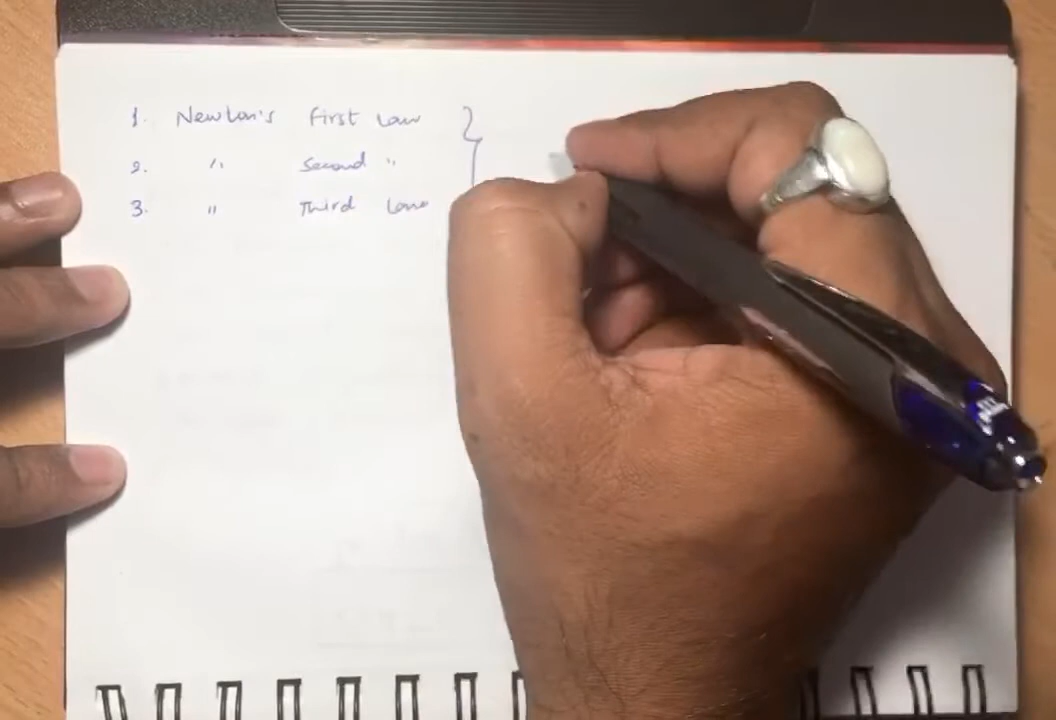 1. Newton's First Law
2. " Second "
3. " Third Law